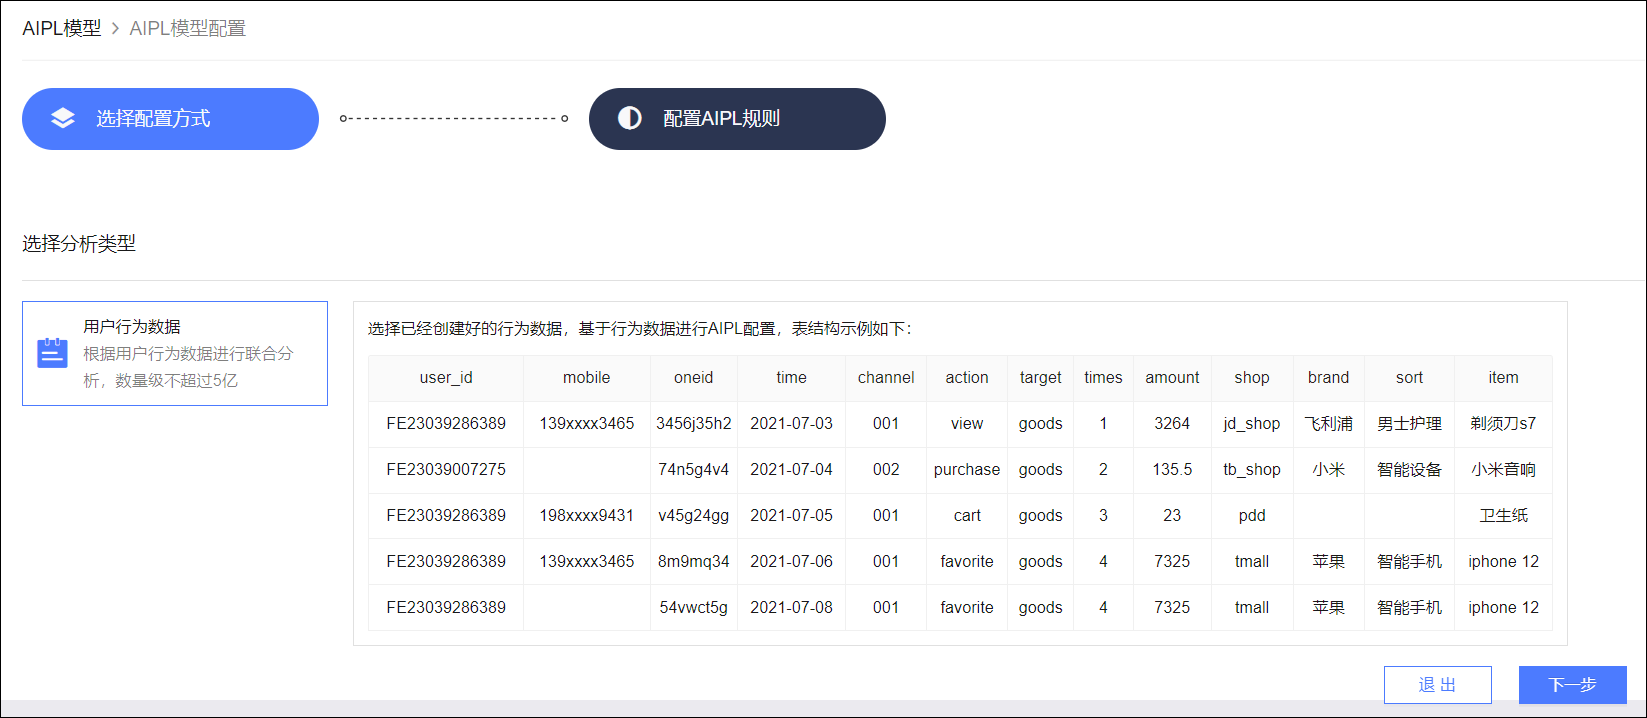 AIPL模型 > AIPL模型配置
选择配置方式
配置AIPL规则
选择分析类型
用户行为数据
根据用户行为数据进行联合分
析，数量级不超过5亿
选择已经创建好的行为数据，基于行为数据进行AIPL配置，表结构示例如下：
user_id mobile oneid time channel action target times amount shop brand sort item
FE23039286389 139xxxx3465 3456j35h2 2021-07-03 001 view goods 1 3264 jd_shop 飞利浦 男士护理 剃须刀s7
FE23039007275 74n5g4v4 2021-07-04 002 purchase goods 2 135.5 tb_shop 小米 智能设备 小米音响
FE23039286389 198xxxx9431 v45g24gg 2021-07-05 001 cart goods 3 23 pdd 卫生纸
FE23039286389 139xxxx3465 8m9mq34 2021-07-06 001 favorite goods 4 7325 tmall 苹果 智能手机 iphone 12
FE23039286389 54vwct5g 2021-07-08 001 favorite goods 4 7325 tmall 苹果 智能手机 iphone 12
退 出
下一步